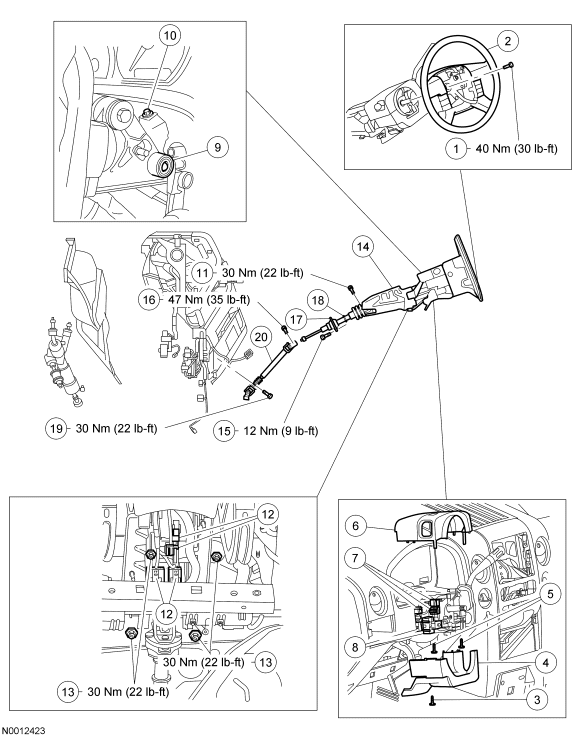 10
2
9
1 - 40 Nm (30 lb-ft)
14
11 - 30 Nm (22 lb-ft)
16 - 47 Nm (35 lb-ft)
18
17
20
19 - 30 Nm (22 lb-ft)
15 - 12 Nm (9 lb-ft)
12
6
7
12
5
8
4
30 Nm (22 lb-ft) - 13
13 - 30 Nm (22 lb-ft)
3
N0012423